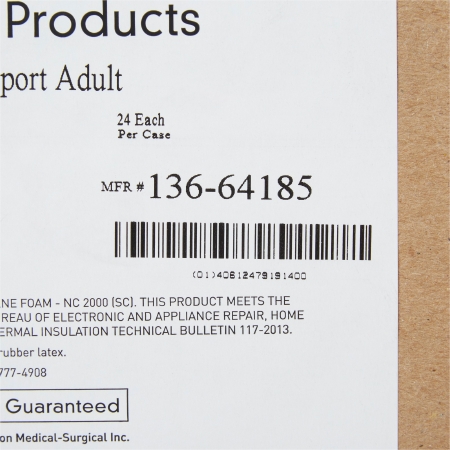 Products
port Adult
24 Each
Per Case
MFR # 136-64185
(01)40612479191400
NE FOAM - NC 2000 (SC). THIS PRODUCT MEETS THE
REAU OF ELECTRONIC AND APPLIANCE REPAIR, HOME
ERMAL INSULATION TECHNICAL BULLETIN 117-2013.
rubber latex.
777-4908
Guaranteed
on Medical-Surgical Inc.